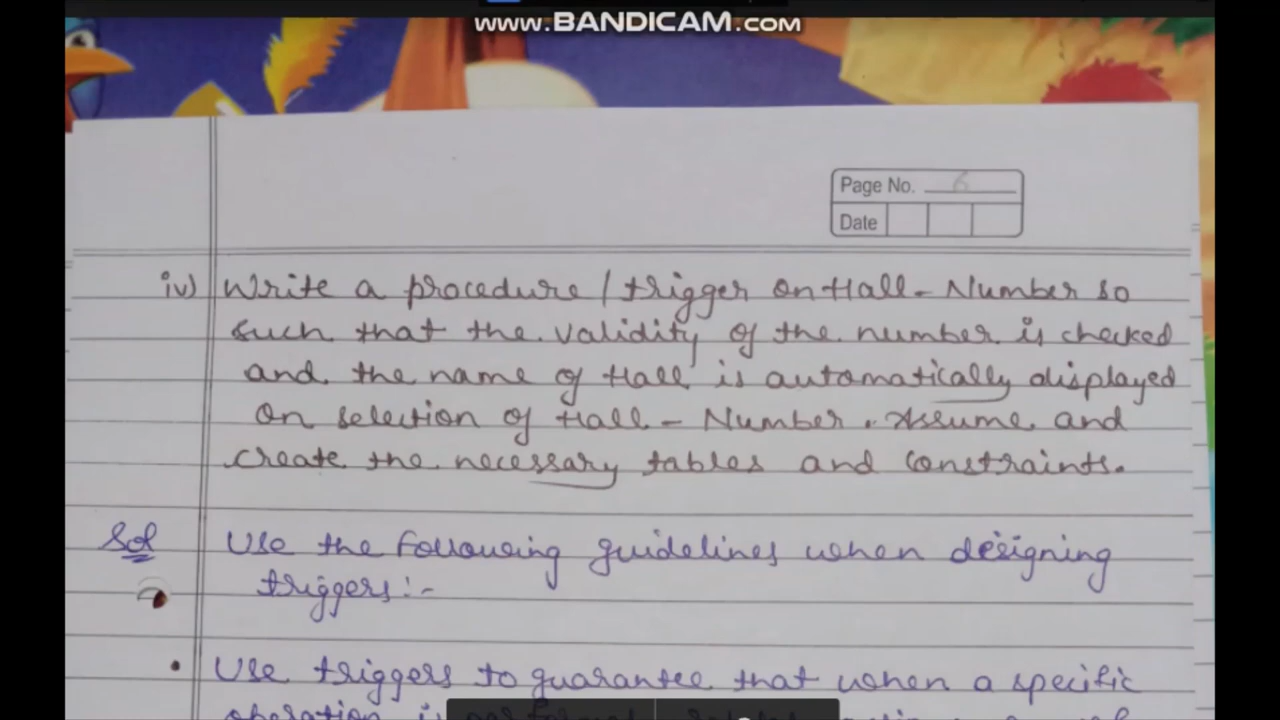 www.BANDICAM.com
Page No. 6
Date
iv) Write a procedure / trigger on Hall - Number so
such that the validity of the number is checked
and the name of Hall is automatically displayed
on selection of Hall - Number. Assume and
create the necessary tables and constraints.
Sol Use the following guidelines when designing
triggers:-
• Use triggers to guarantee that when a specific
operation is